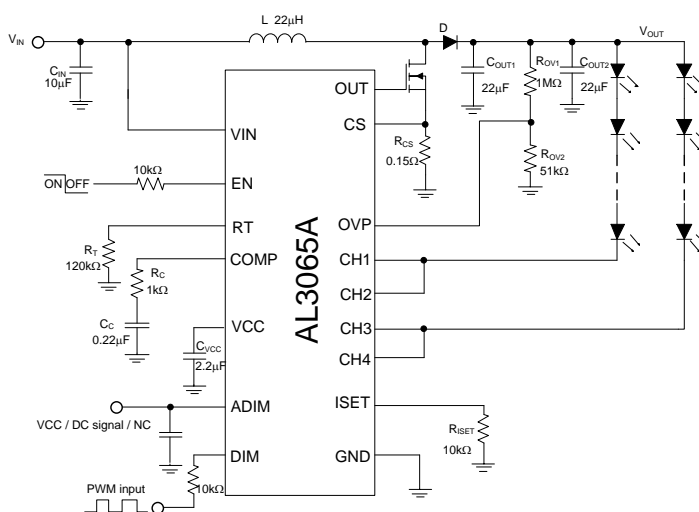 L 22μH
D
VIN
VOUT
CIN
10μF
COUT1
22μF
ROV1
1MΩ
COUT2
22μF
OUT
CS
RCS
0.15Ω
ROV2
51kΩ
VIN
ON OFF
10kΩ
EN
RT
RT
120kΩ
OVP
COMP
CH1
RC
1kΩ
CH2
CC
0.22μF
VCC
CVCC
2.2μF
AL3065A
CH3
CH4
VCC / DC signal / NC
ADIM
ISET
RISET
10kΩ
DIM
10kΩ
GND
PWM input